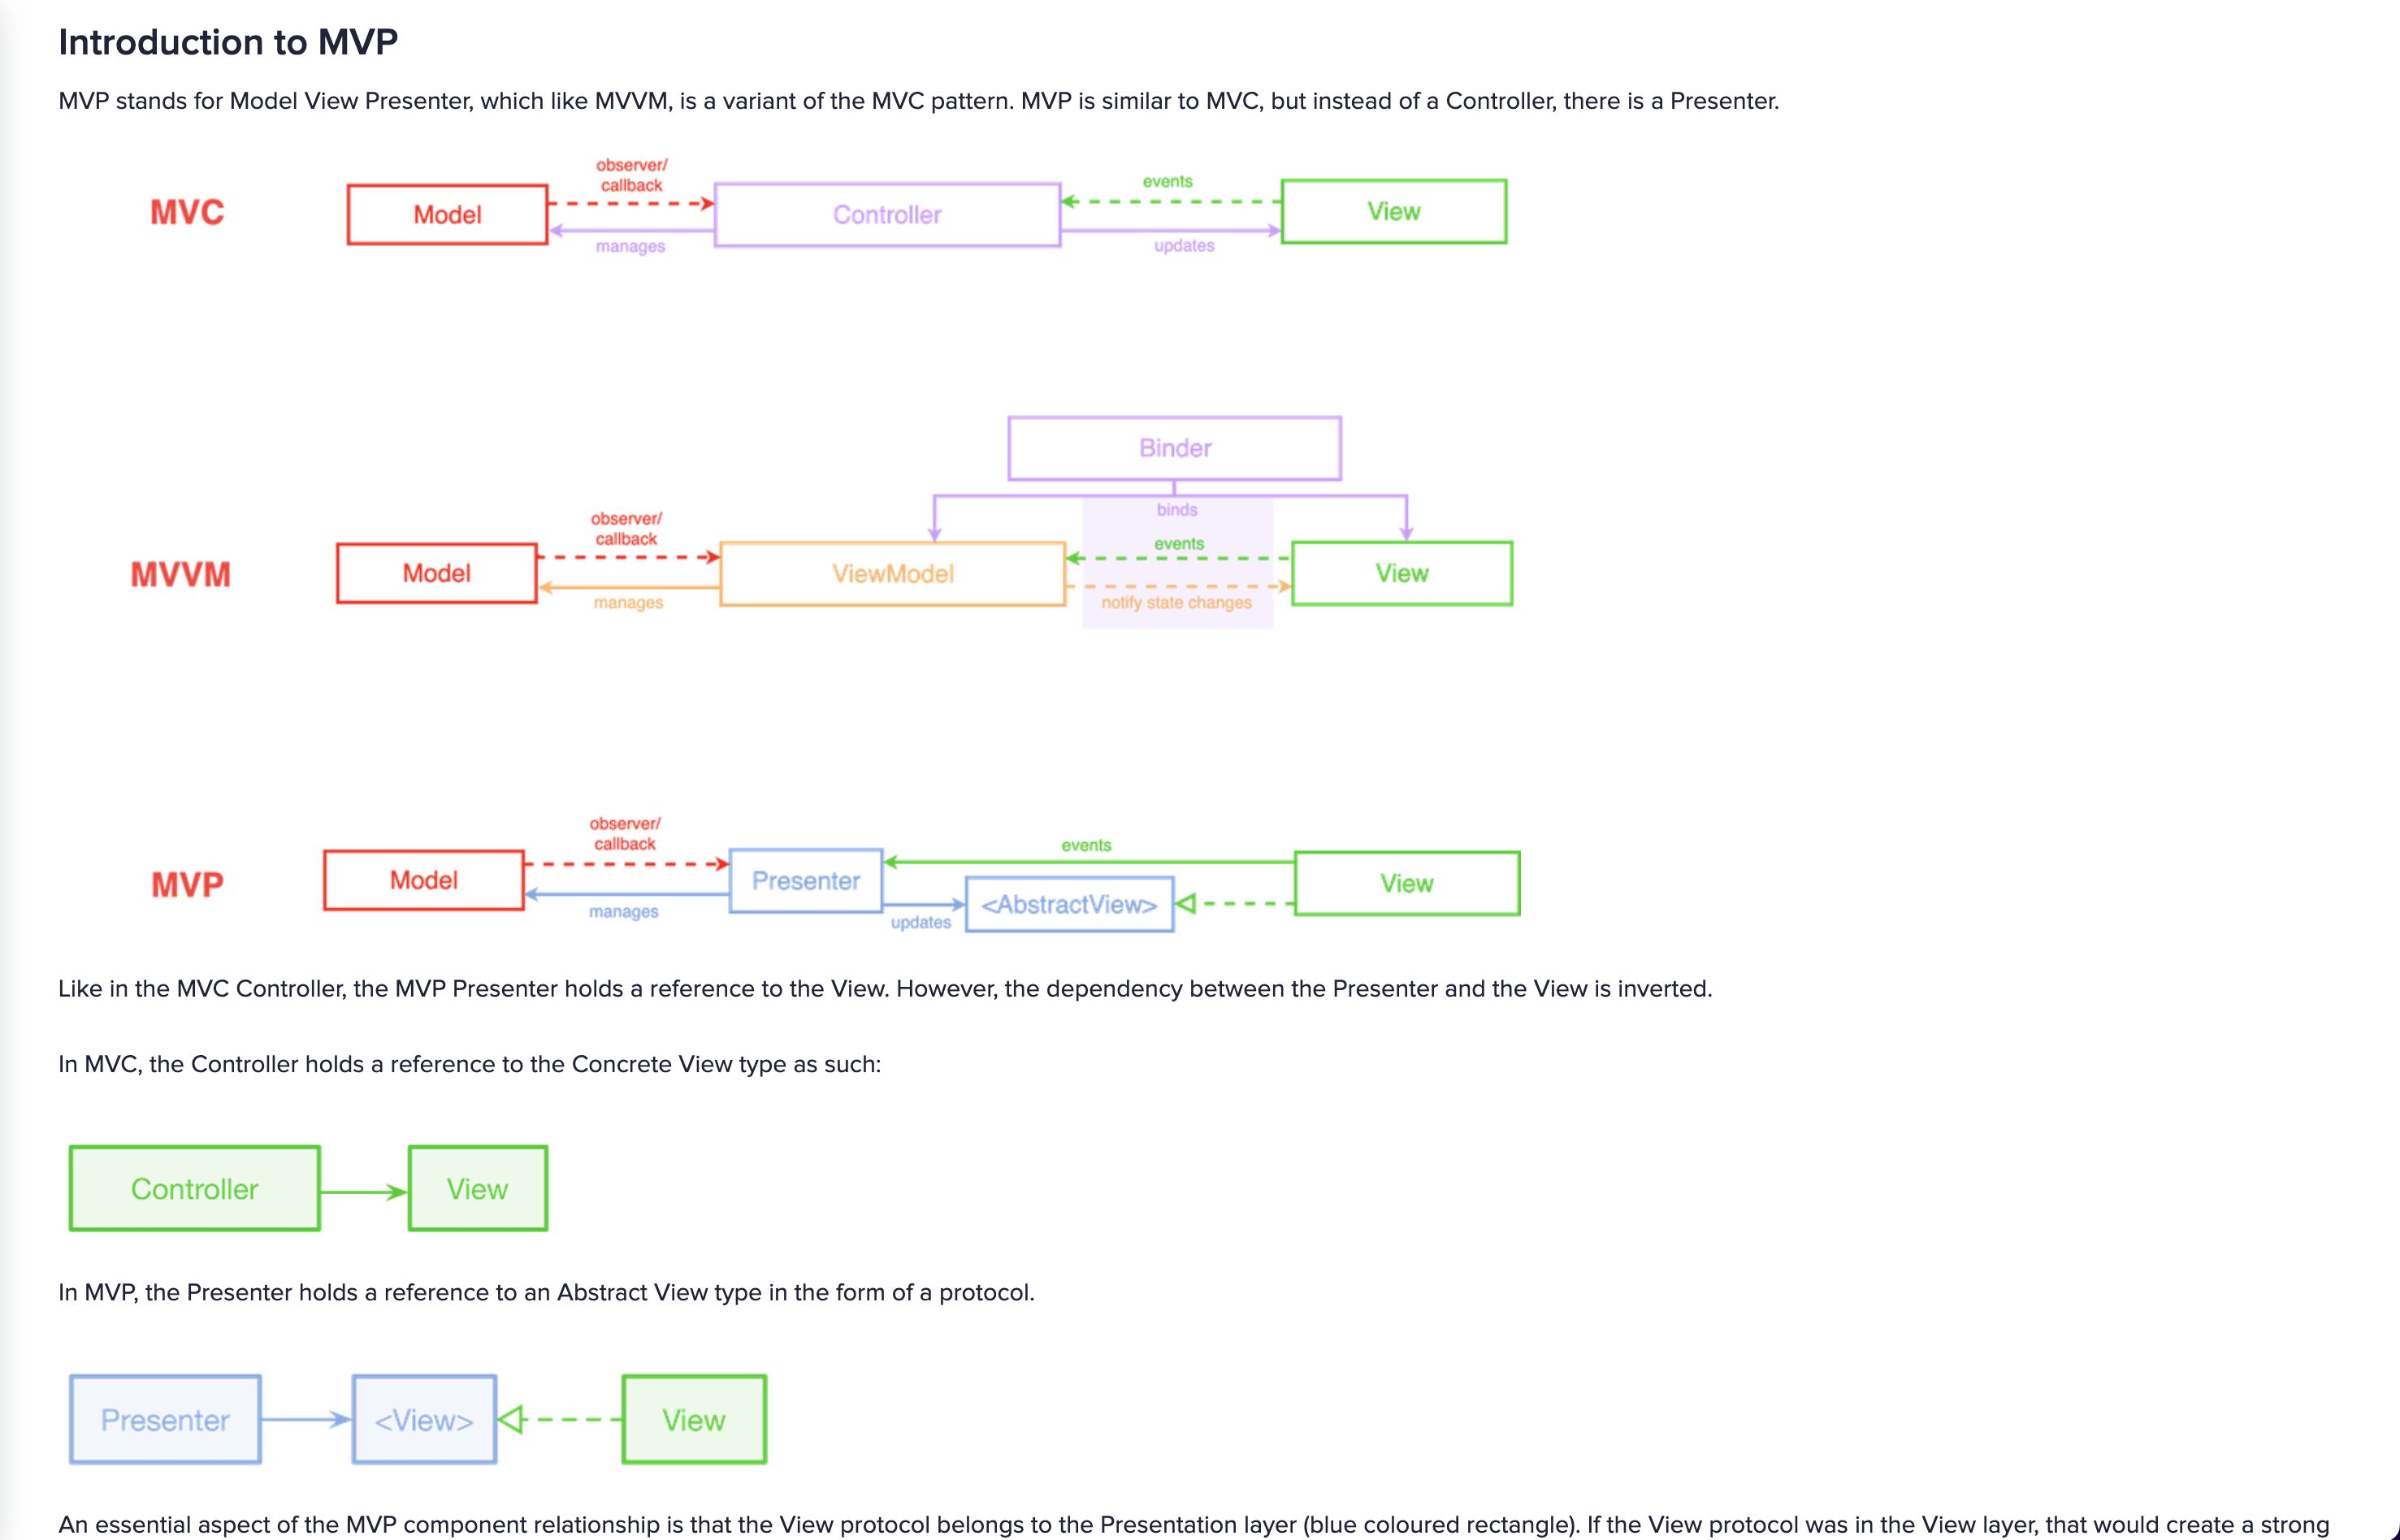 Introduction to MVP
MVP stands for Model View Presenter, which like MVVM, is a variant of the MVC pattern. MVP is similar to MVC, but instead of a Controller, there is a Presenter.
MVC
Model
observer/
callback
manages
Controller
events
updates
View
Binder
binds
MVVM
Model
observer/
callback
manages
ViewModel
events
notify state changes
View
MVP
Model
observer/
callback
manages
Presenter
updates
events
<AbstractView>
View
Like in the MVC Controller, the MVP Presenter holds a reference to the View. However, the dependency between the Presenter and the View is inverted.
In MVC, the Controller holds a reference to the Concrete View type as such:
Controller
View
In MVP, the Presenter holds a reference to an Abstract View type in the form of a protocol.
Presenter
<View>
View
An essential aspect of the MVP component relationship is that the View protocol belongs to the Presentation layer (blue coloured rectangle). If the View protocol was in the View layer, that would create a strong